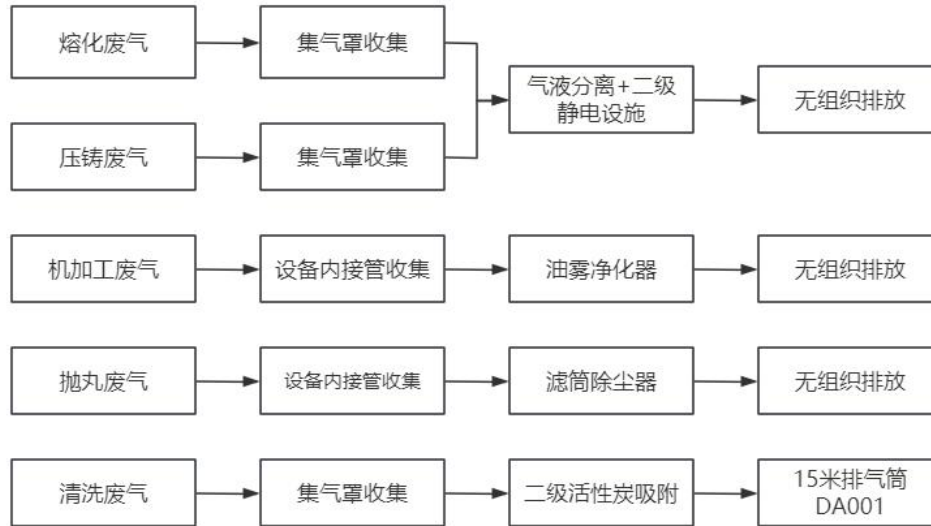 熔化废气
集气罩收集
气液分离+二级
静电设施
无组织排放
压铸废气
集气罩收集
机加工废气
设备内接管收集
油雾净化器
无组织排放
抛丸废气
设备内接管收集
滤筒除尘器
无组织排放
清洗废气
集气罩收集
二级活性炭吸附
15米排气筒
DA001